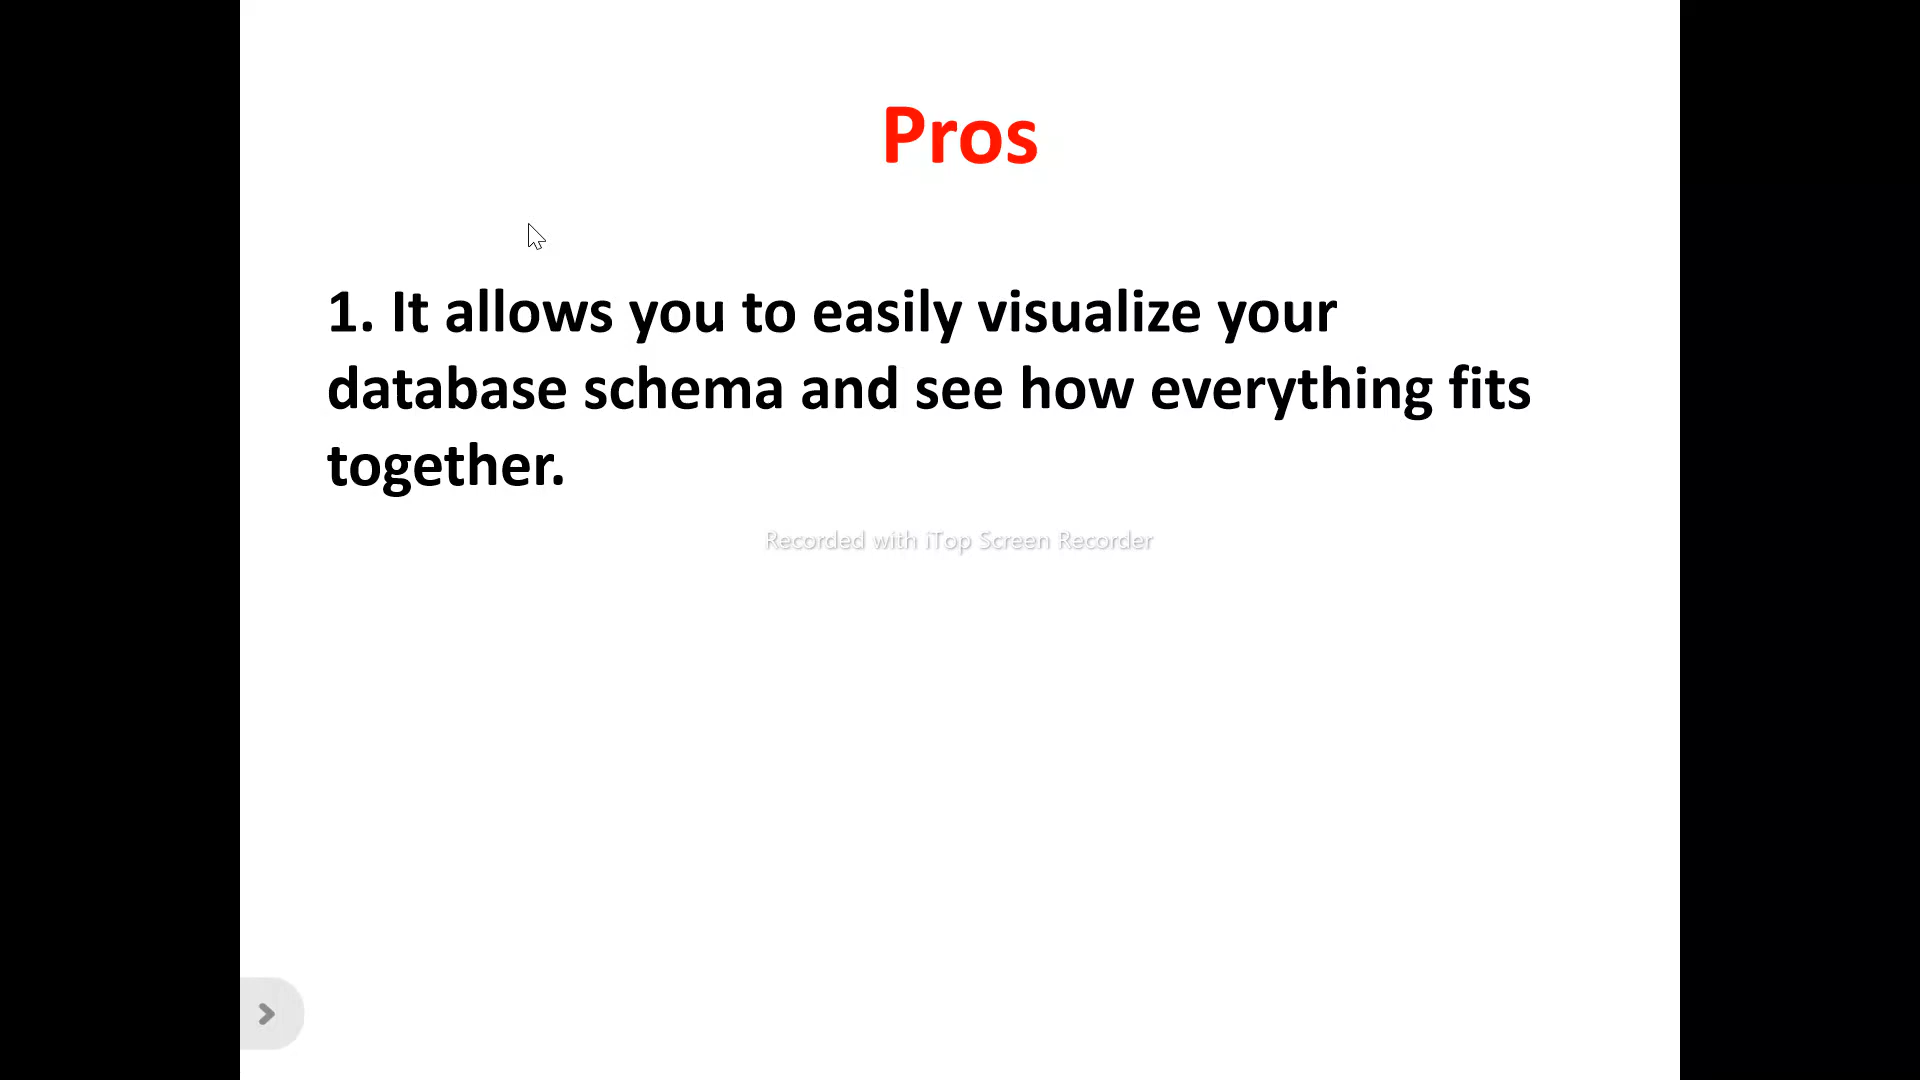 Pros
1. It allows you to easily visualize your
database schema and see how everything fits
together.
Recorded with iTop Screen Recorder